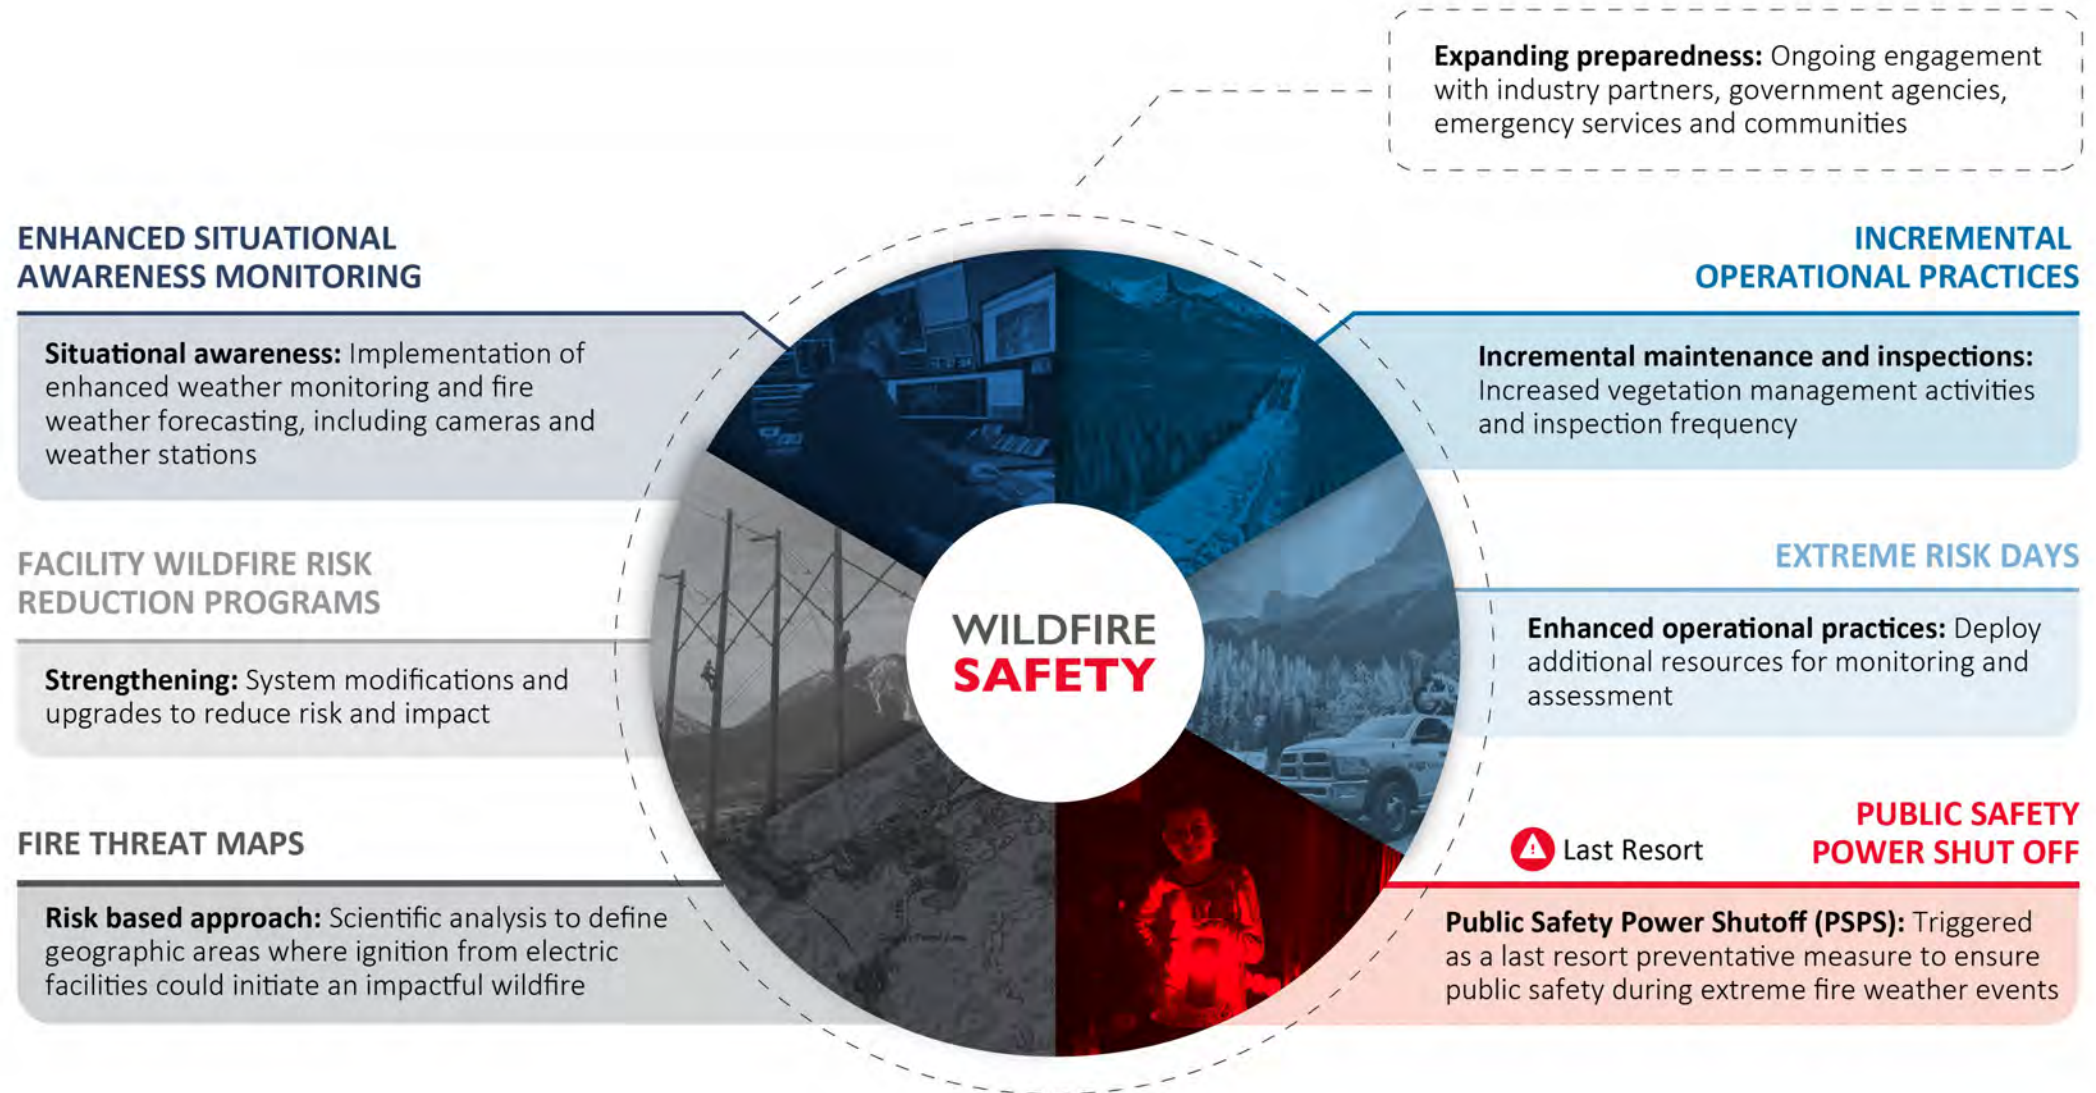 Expanding preparedness: Ongoing engagement
with industry partners, government agencies,
emergency services and communities
ENHANCED SITUATIONAL
AWARENESS MONITORING
Situational awareness: Implementation of
enhanced weather monitoring and fire
weather forecasting, including cameras and
weather stations
FACILITY WILDFIRE RISK
REDUCTION PROGRAMS
Strengthening: System modifications and
upgrades to reduce risk and impact
FIRE THREAT MAPS
Risk based approach: Scientific analysis to define
geographic areas where ignition from electric
facilities could initiate an impactful wildfire
WILDFIRE
SAFETY
INCREMENTAL
OPERATIONAL PRACTICES
Incremental maintenance and inspections:
Increased vegetation management activities
and inspection frequency
EXTREME RISK DAYS
Enhanced operational practices: Deploy
additional resources for monitoring and
assessment
Last Resort
PUBLIC SAFETY
POWER SHUT OFF
Public Safety Power Shutoff (PSPS): Triggered
as a last resort preventative measure to ensure
public safety during extreme fire weather events